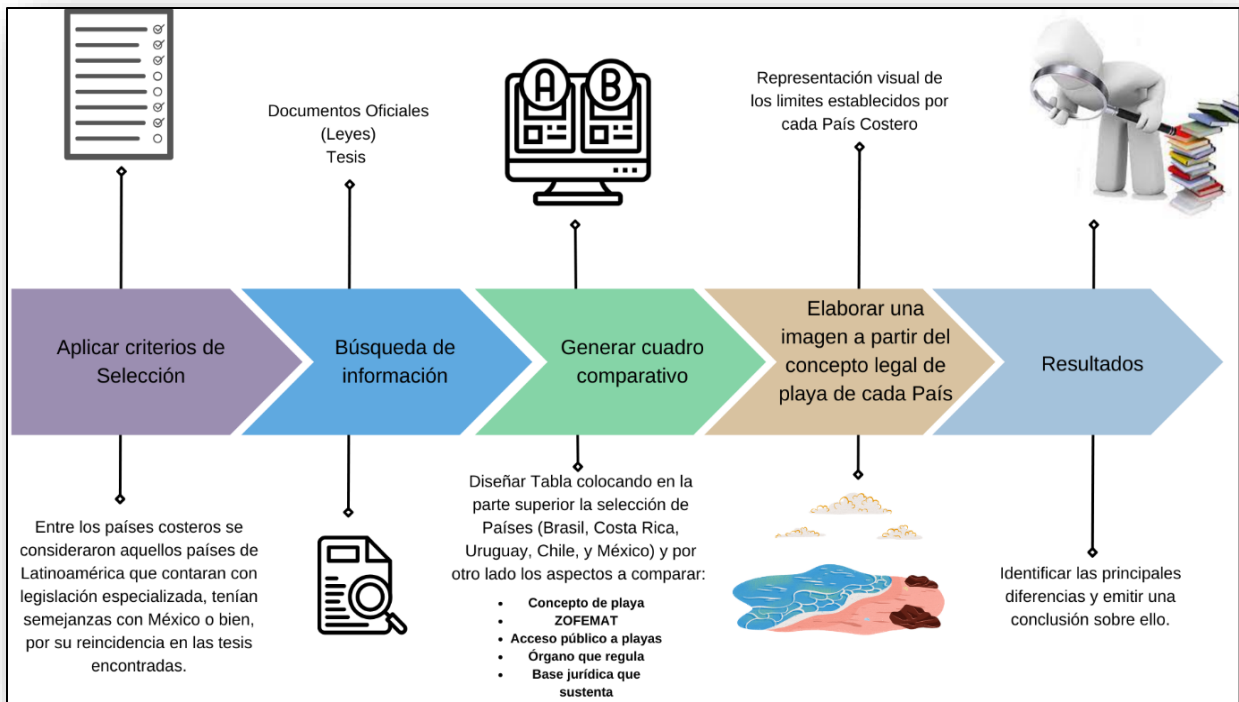 Aplicar criterios de
Selección
Entre los países costeros se
consideraron aquellos países de
Latinoamérica que contaran con
legislación especializada, tenían
semejanzas con México o bien,
por su reincidencia en las tesis
encontradas.
Documentos Oficiales
(Leyes)
Tesis
Búsqueda de
información
A B
Generar cuadro
comparativo
Diseñar Tabla colocando en la
parte superior la selección de
Países (Brasil, Costa Rica,
Uruguay, Chile, y México) y por
otro lado los aspectos a comparar:
• Concepto de playa
• ZOFEMAT
• Acceso público a playas
• Órgano que regula
• Base jurídica que
sustenta
Representación visual de
los limites establecidos por
cada País Costero
Elaborar una
imagen a partir del
concepto legal de
playa de cada País
Resultados
Identificar las principales
diferencias y emitir una
conclusión sobre ello.